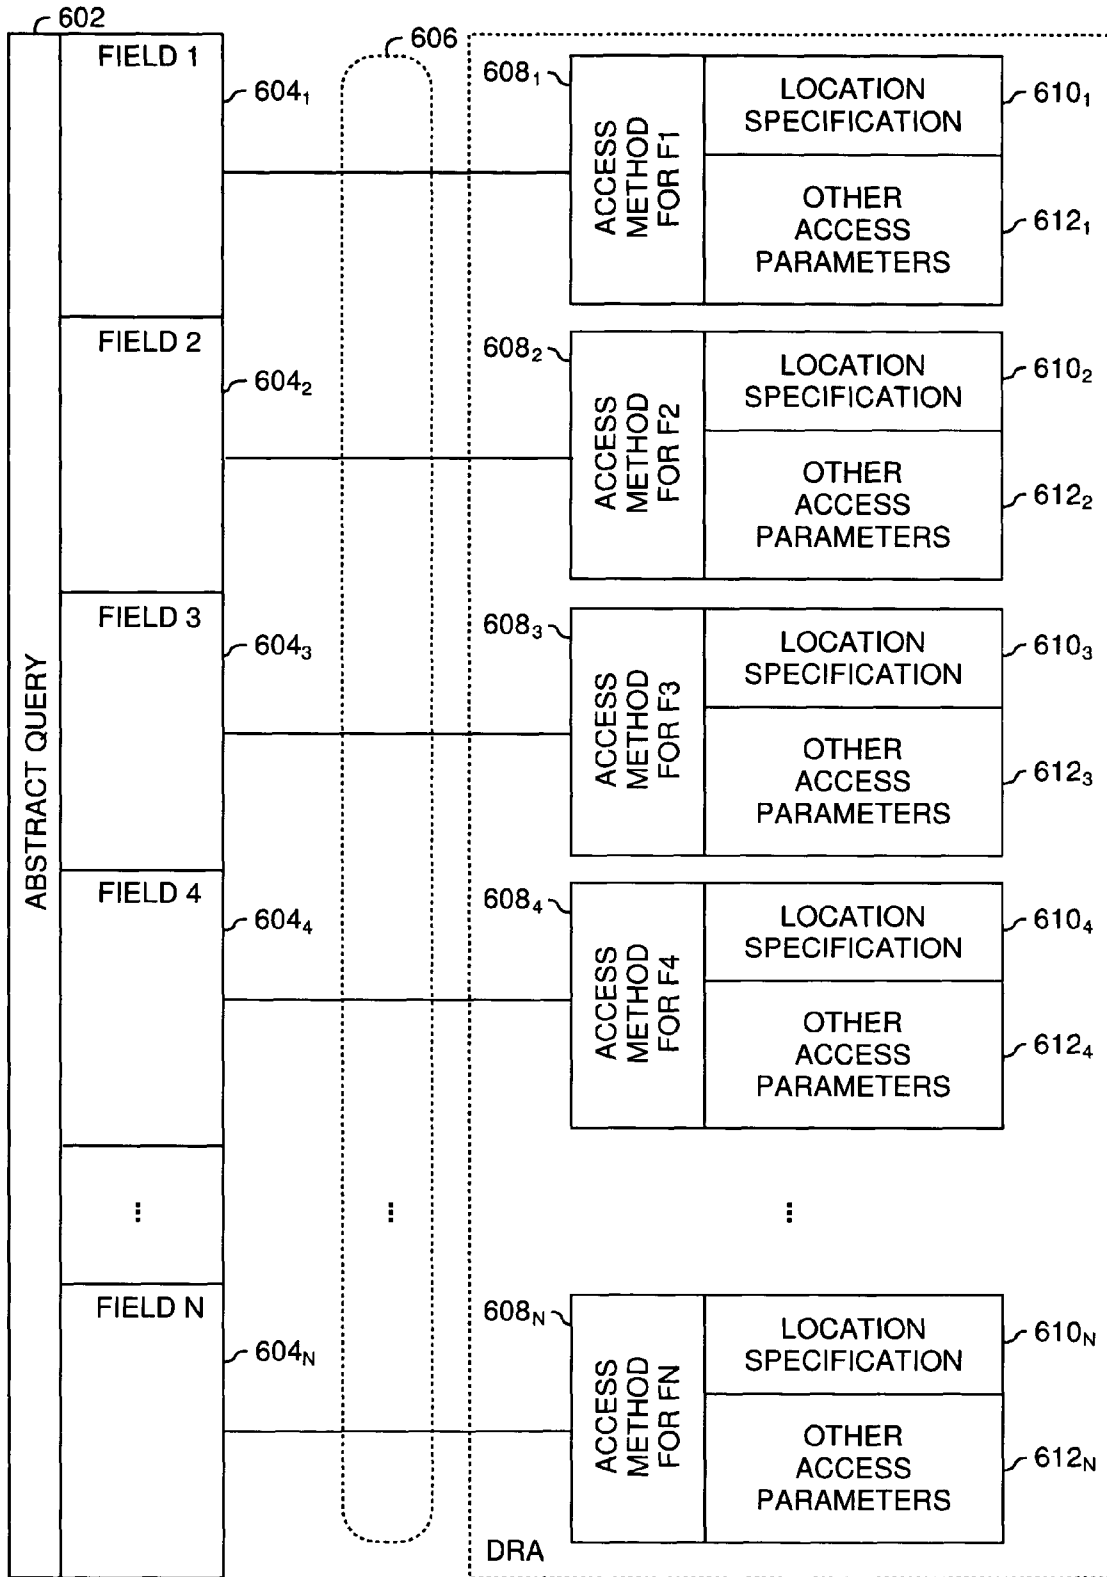 602
ABSTRACT QUERY
FIELD 1
604₁
606
608₁
ACCESS
METHOD
FOR F1
LOCATION
SPECIFICATION
610₁
OTHER
ACCESS
PARAMETERS
612₁
FIELD 2
604₂
608₂
ACCESS
METHOD
FOR F2
LOCATION
SPECIFICATION
610₂
OTHER
ACCESS
PARAMETERS
612₂
FIELD 3
604₃
608₃
ACCESS
METHOD
FOR F3
LOCATION
SPECIFICATION
610₃
OTHER
ACCESS
PARAMETERS
612₃
FIELD 4
604₄
608₄
ACCESS
METHOD
FOR F4
LOCATION
SPECIFICATION
610₄
OTHER
ACCESS
PARAMETERS
612₄
...
...
...
FIELD N
604N
608N
ACCESS
METHOD
FOR FN
LOCATION
SPECIFICATION
610N
OTHER
ACCESS
PARAMETERS
612N
DRA